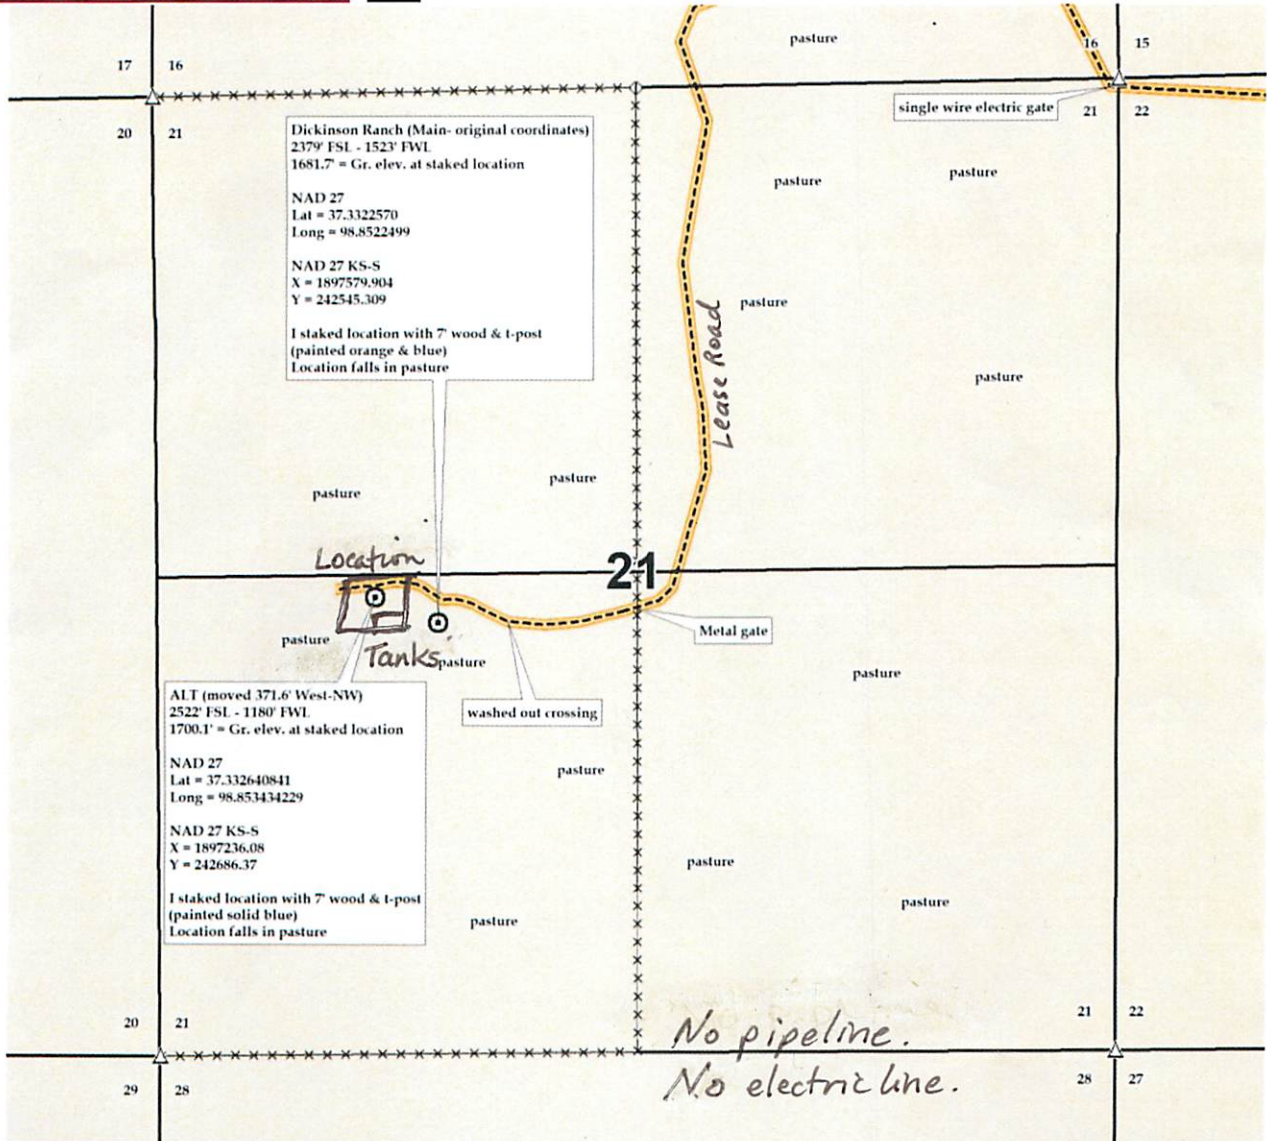 pasture
16 15
17 16
single wire electric gate
21 22
20 21
Dickinson Ranch (Main- original coordinates)
2379' FSL - 1523' FWL
1681.7' = Gr. elev. at staked location
NAD 27
Lat = 37.3322570
Long = 98.8522499
NAD 27 KS-S
X = 1897579.904
Y = 242545.309
I staked location with 7' wood & t-post
(painted orange & blue)
Location falls in pasture
pasture
pasture
pasture
Lease Road
pasture
pasture
pasture
Location
21
Metal gate
pasture
Tanks
pasture
pasture
ALT (moved 371.6' West-NW)
2522' FSL - 1180' FWL
1700.1' = Gr. elev. at staked location
NAD 27
Lat = 37.332640841
Long = 98.853434229
NAD 27 KS-S
X = 1897236.08
Y = 242686.37
I staked location with 7' wood & t-post
(painted solid blue)
Location falls in pasture
washed out crossing
pasture
pasture
pasture
pasture
20 21
21 22
No pipeline.
No electric line.
29 28
28 27